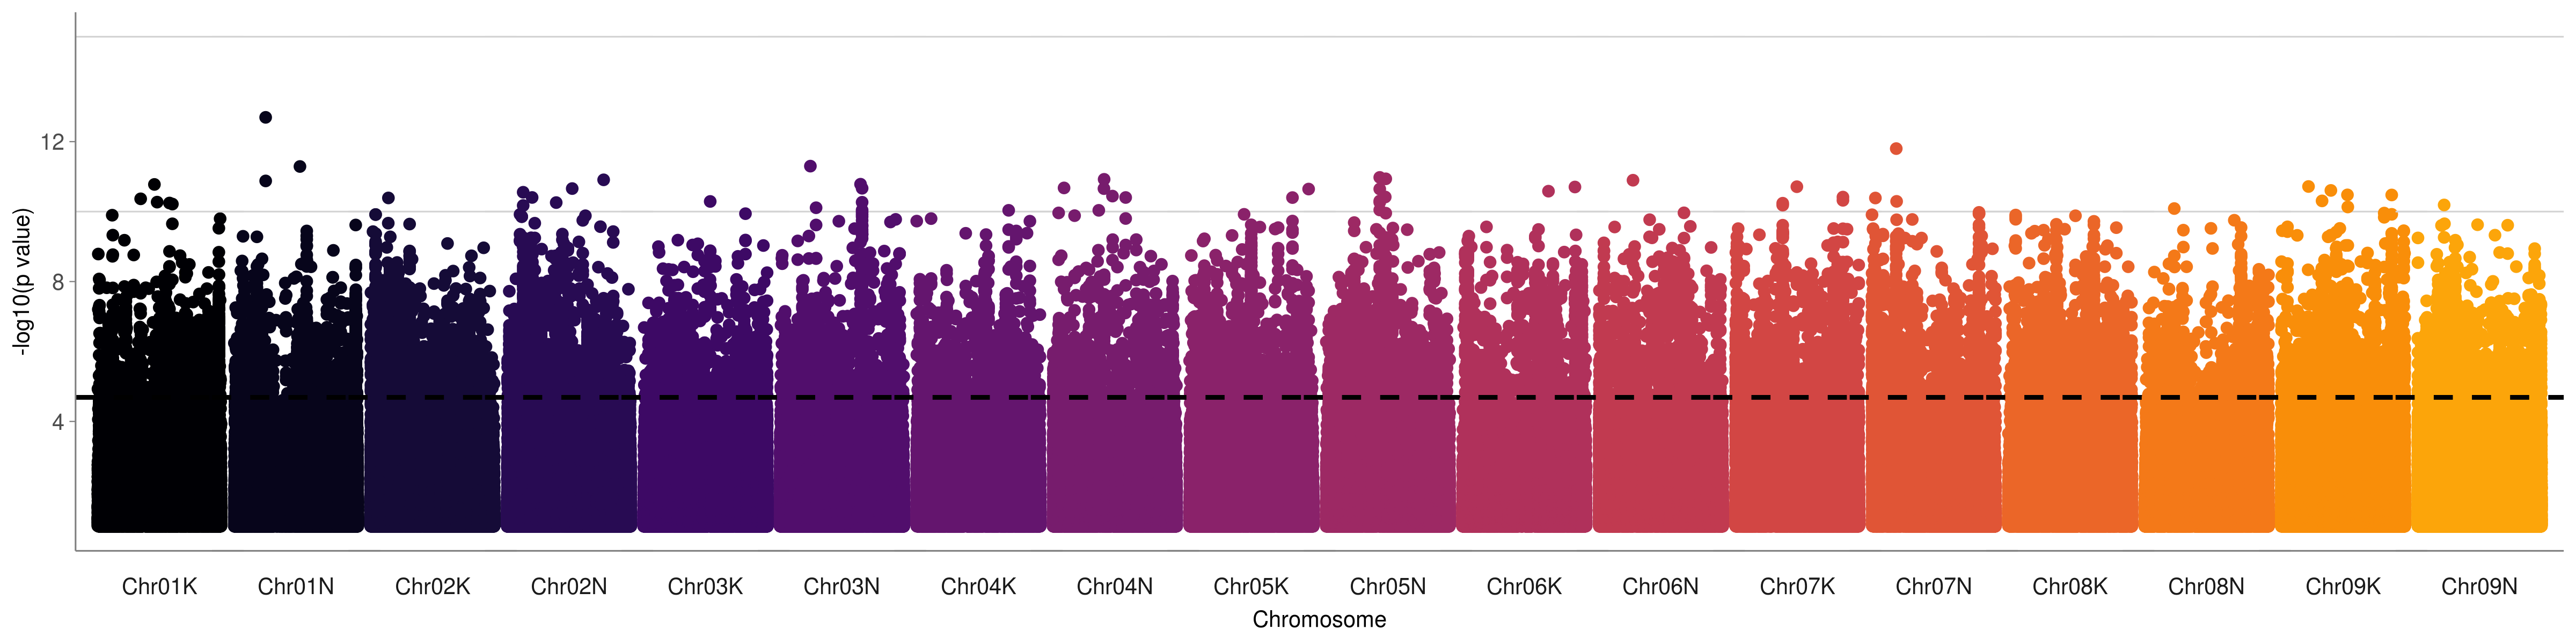 -log10(p value)
12
8
4
Chr01K Chr01N Chr02K Chr02N Chr03K Chr03N Chr04K Chr04N Chr05K Chr05N Chr06K Chr06N Chr07K Chr07N Chr08K Chr08N Chr09K Chr09N
Chromosome